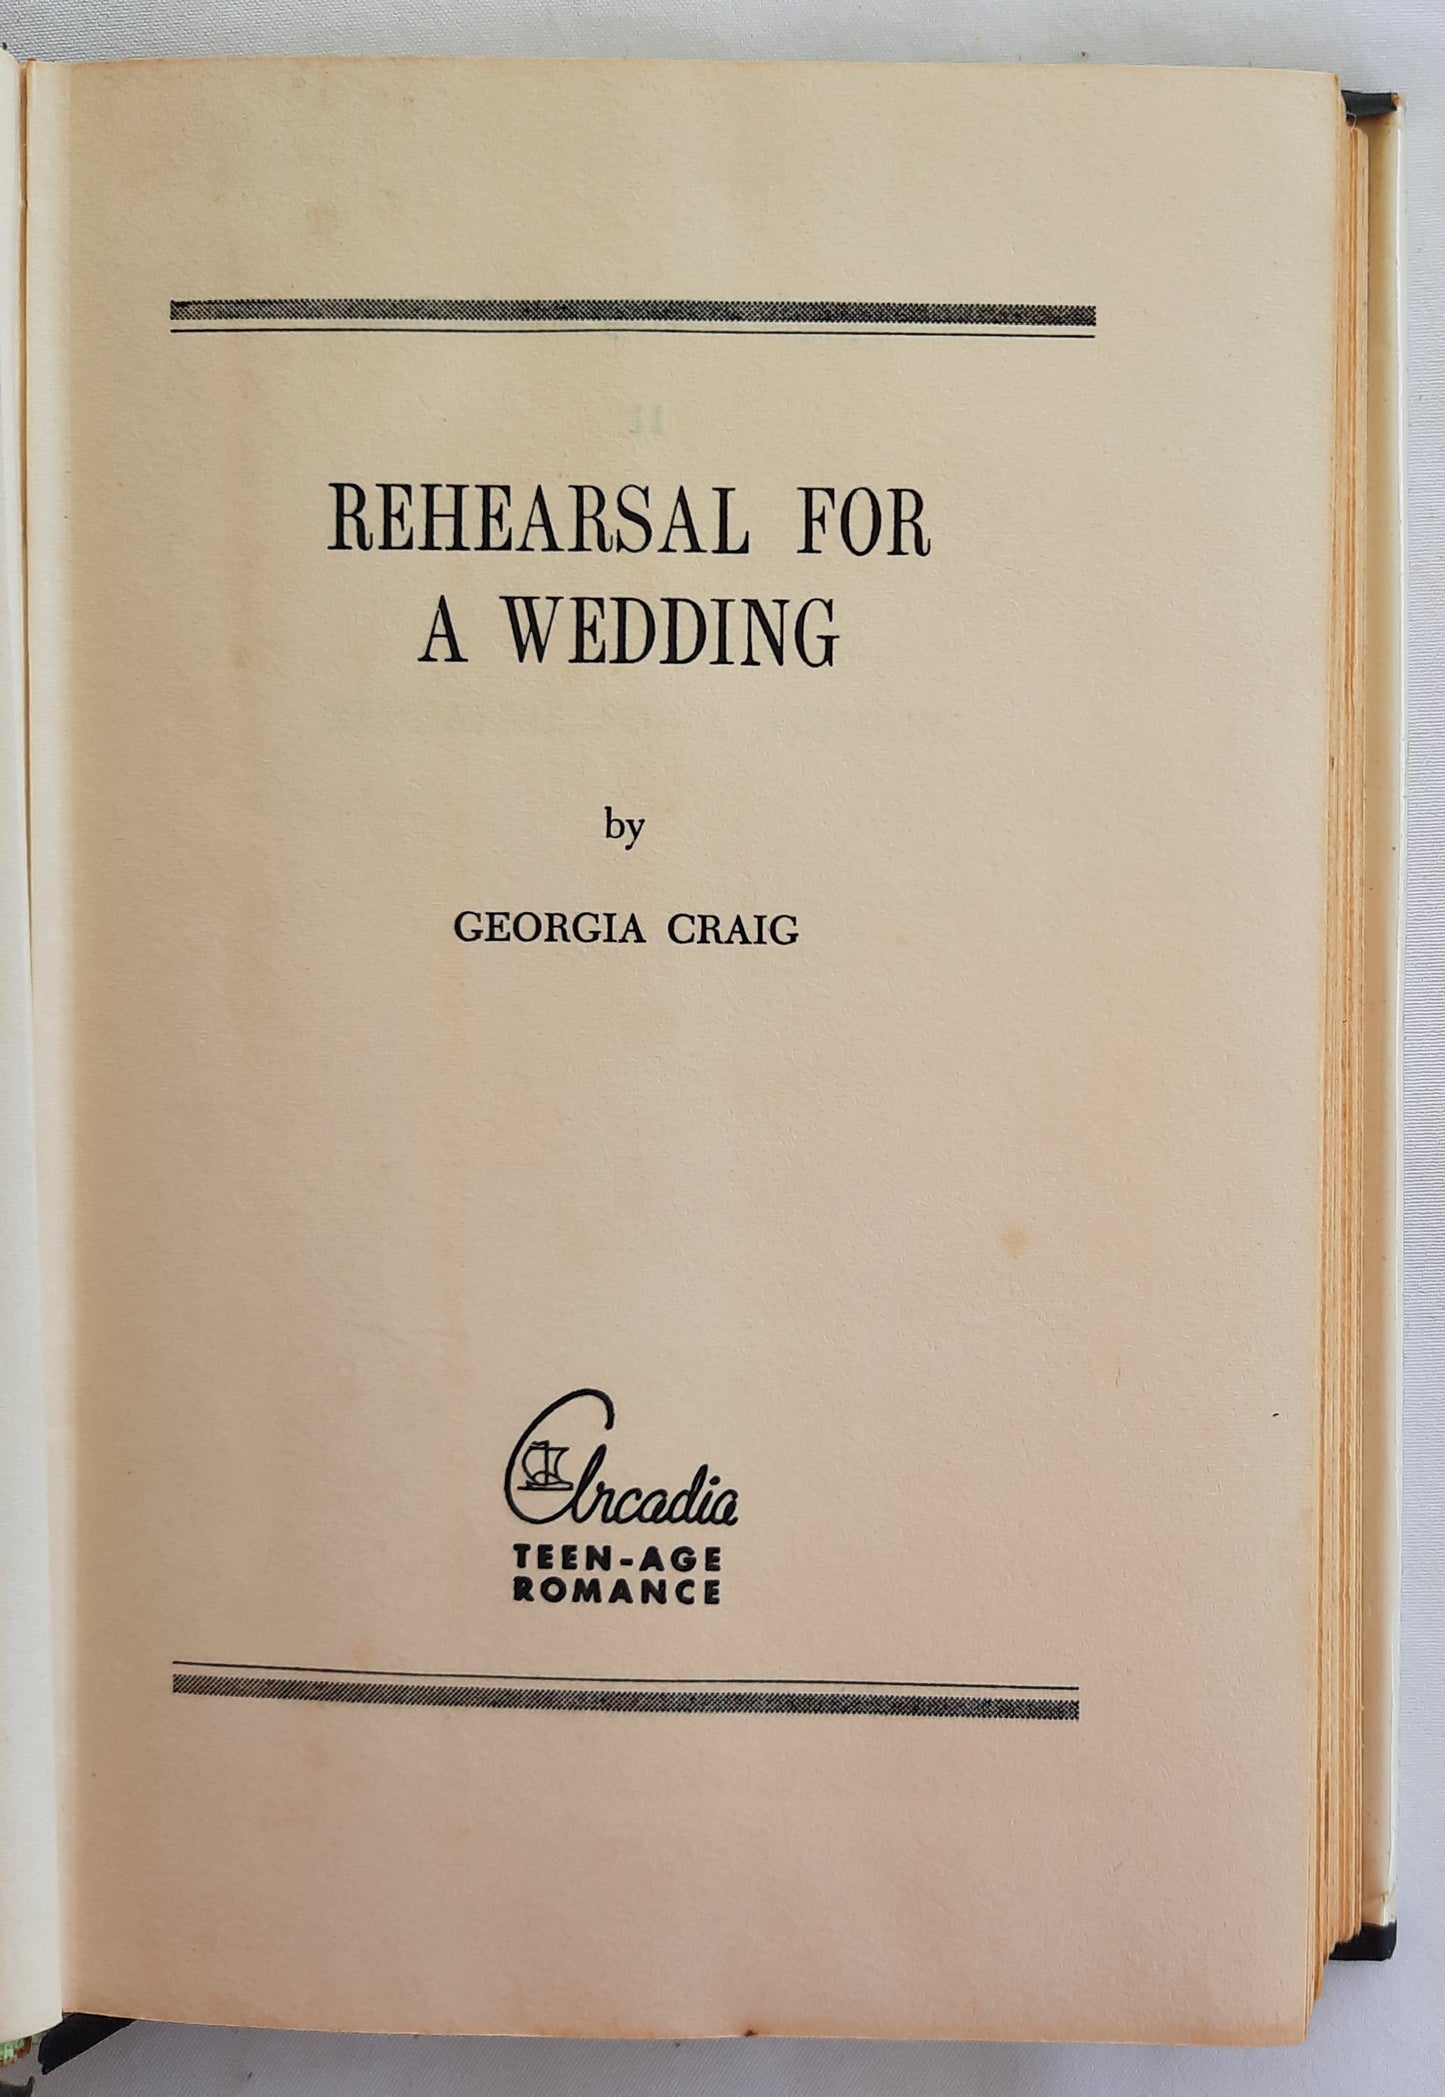 REHEARSAL FOR
A WEDDING
by
GEORGIA CRAIG
Arcadia
TEEN-AGE
ROMANCE